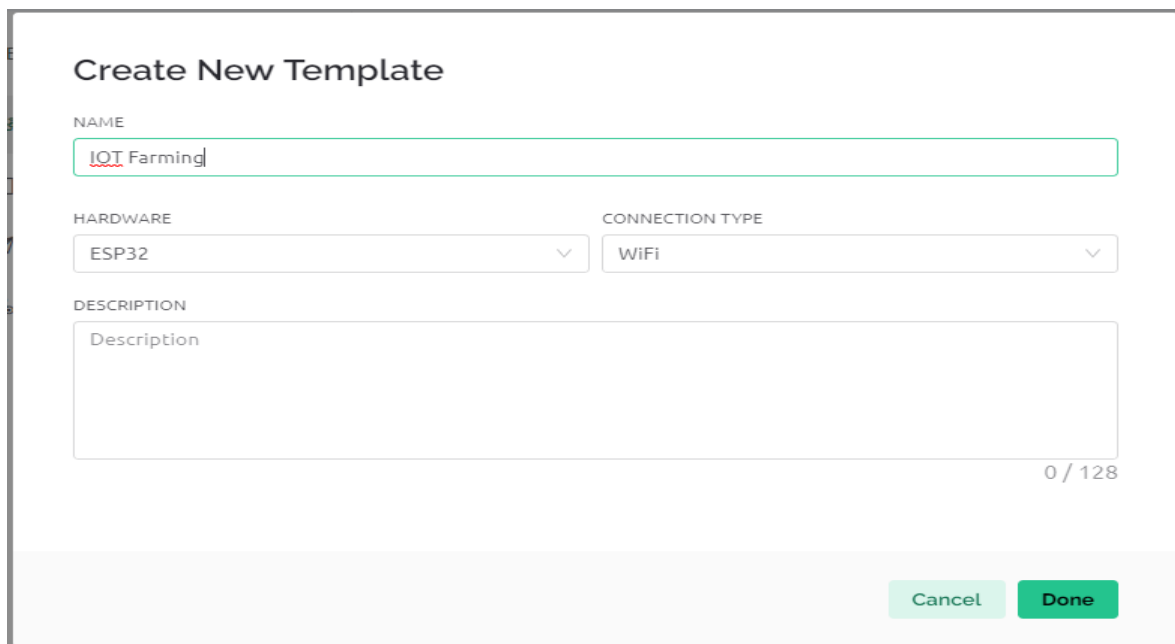 Create New Template
NAME
IOT Farming
HARDWARE
CONNECTION TYPE
ESP32
WiFi
DESCRIPTION
Description
0 / 128
Cancel
Done